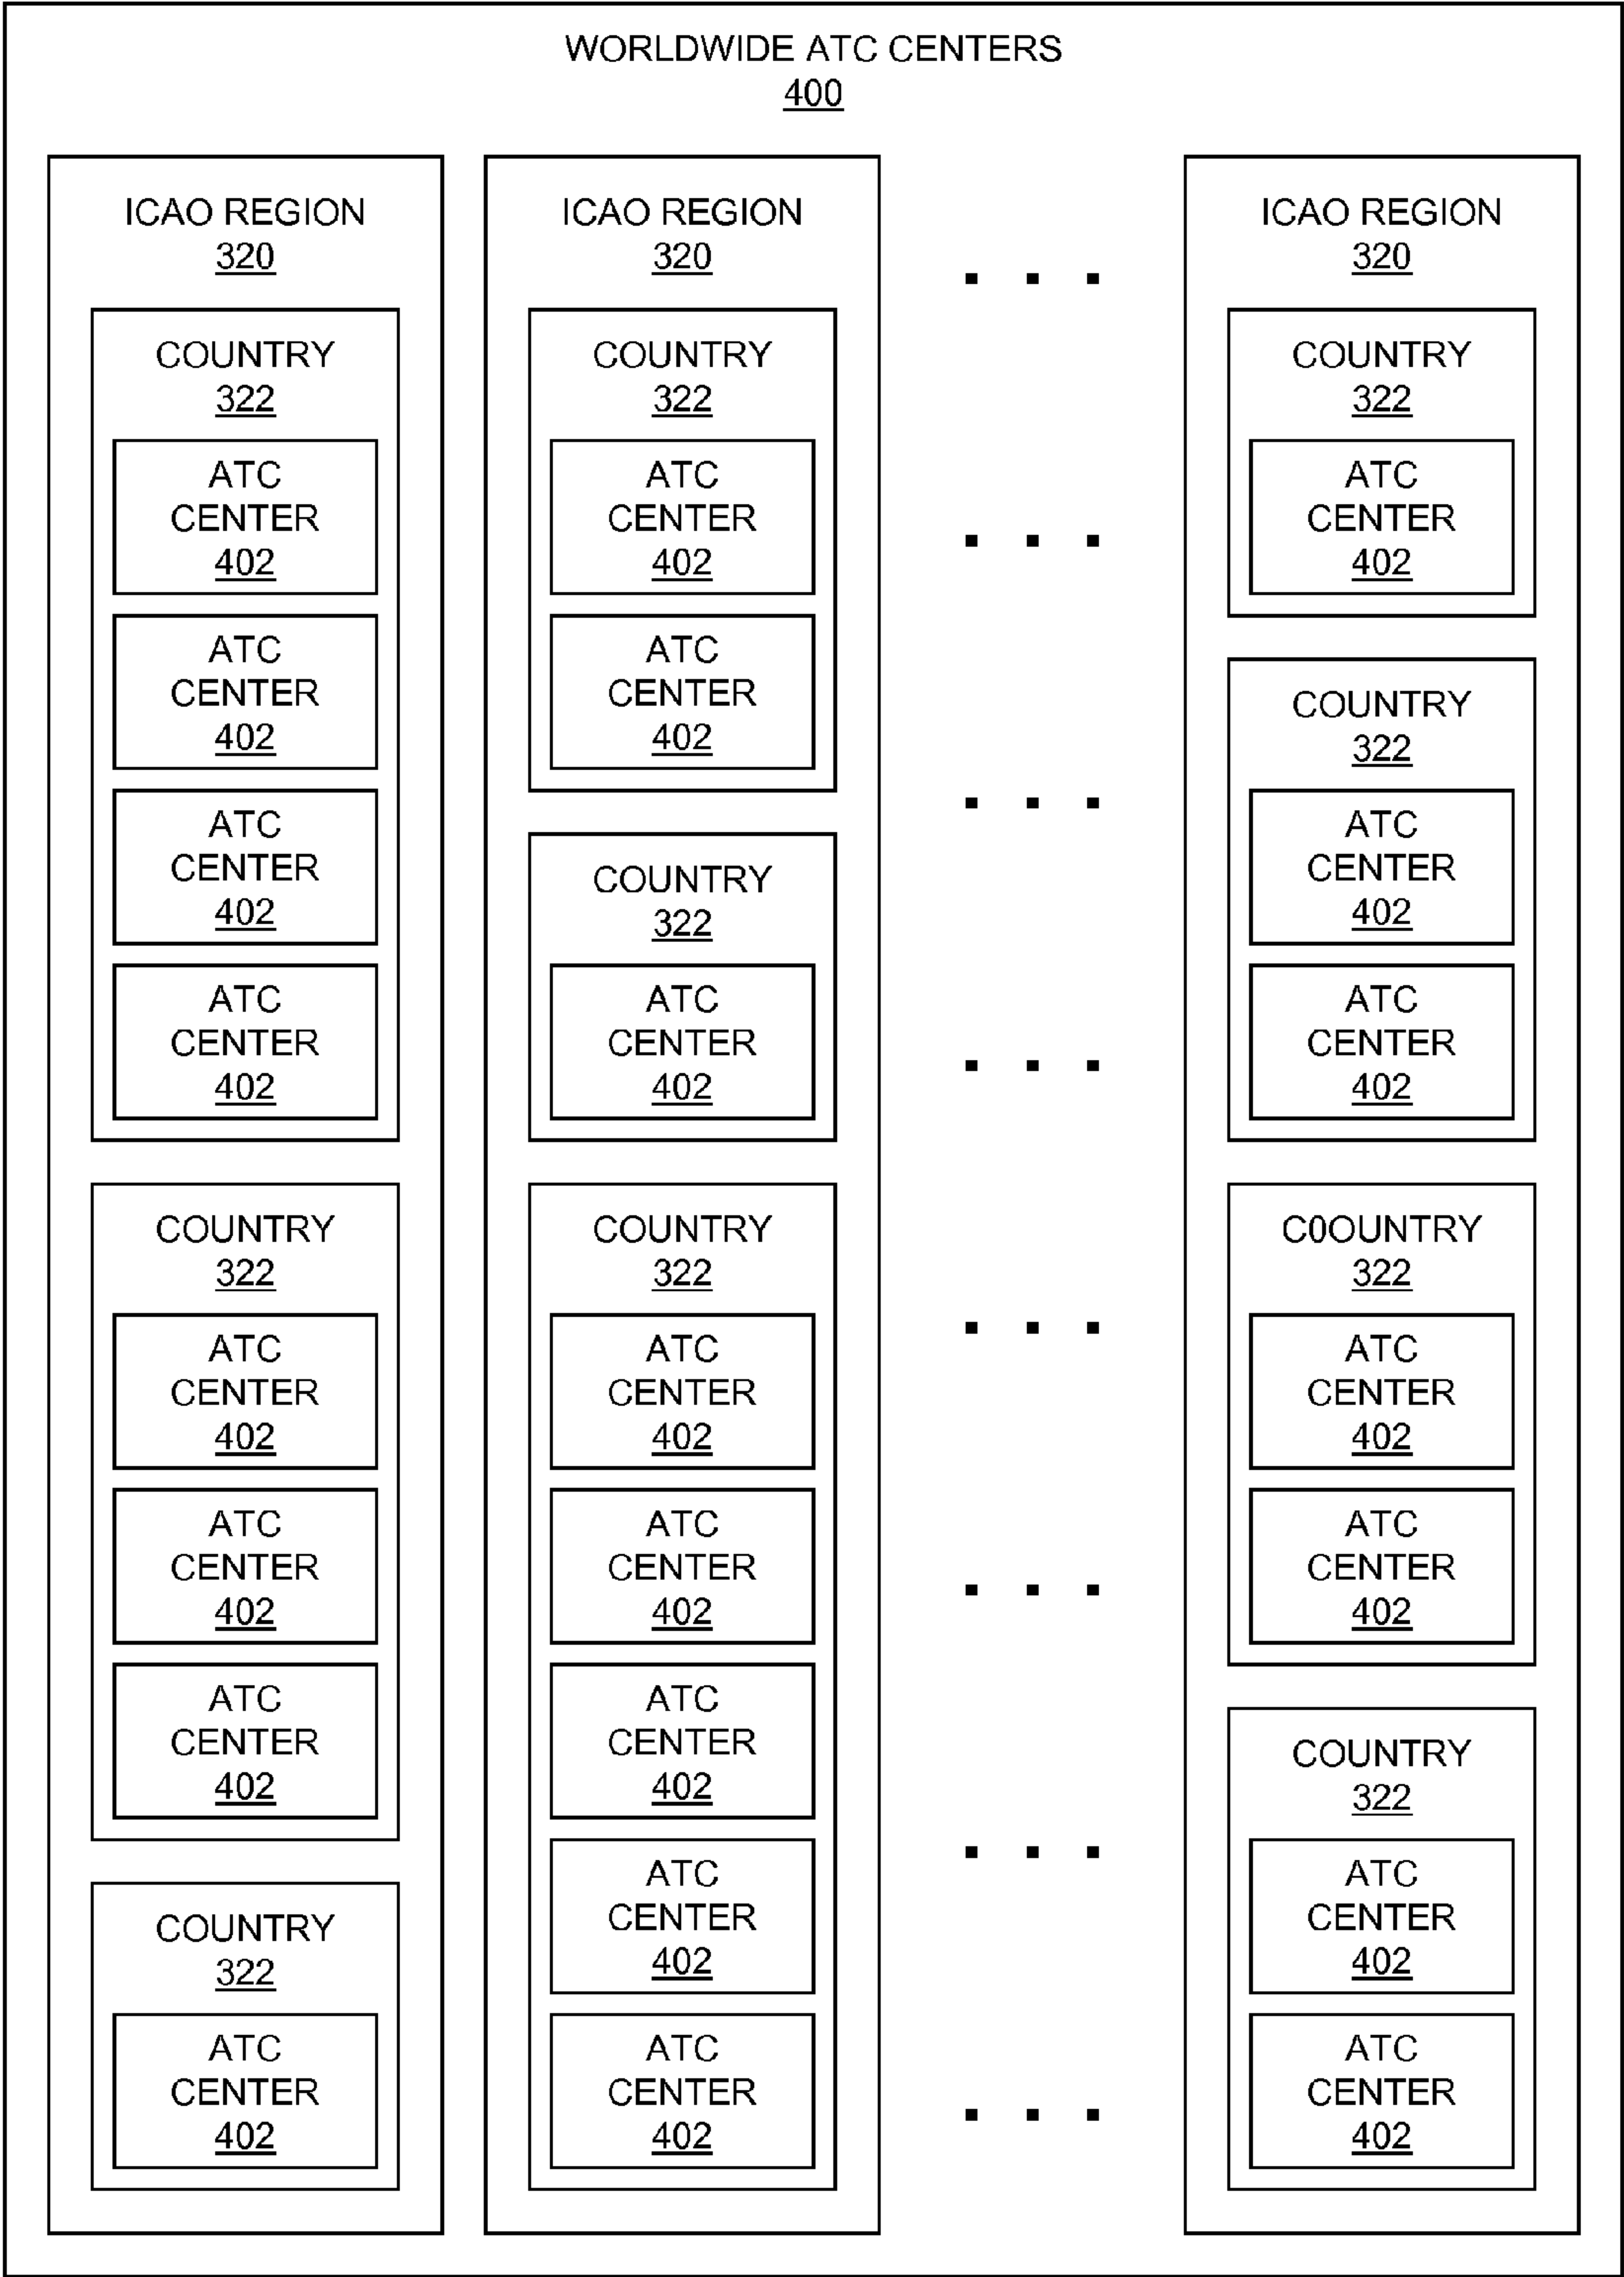 WORLDWIDE ATC CENTERS
400
ICAO REGION
320
COUNTRY
322
ATC
CENTER
402
ATC
CENTER
402
ATC
CENTER
402
ATC
CENTER
402
COUNTRY
322
ATC
CENTER
402
ATC
CENTER
402
ATC
CENTER
402
COUNTRY
322
ATC
CENTER
402
ICAO REGION
320
COUNTRY
322
ATC
CENTER
402
ATC
CENTER
402
COUNTRY
322
ATC
CENTER
402
COUNTRY
322
ATC
CENTER
402
ATC
CENTER
402
ATC
CENTER
402
ATC
CENTER
402
ATC
CENTER
402
. . .
. . .
. . .
. . .
. . .
. . .
. . .
. . .
ICAO REGION
320
COUNTRY
322
ATC
CENTER
402
COUNTRY
322
ATC
CENTER
402
ATC
CENTER
402
C0OUNTRY
322
ATC
CENTER
402
ATC
CENTER
402
COUNTRY
322
ATC
CENTER
402
ATC
CENTER
402